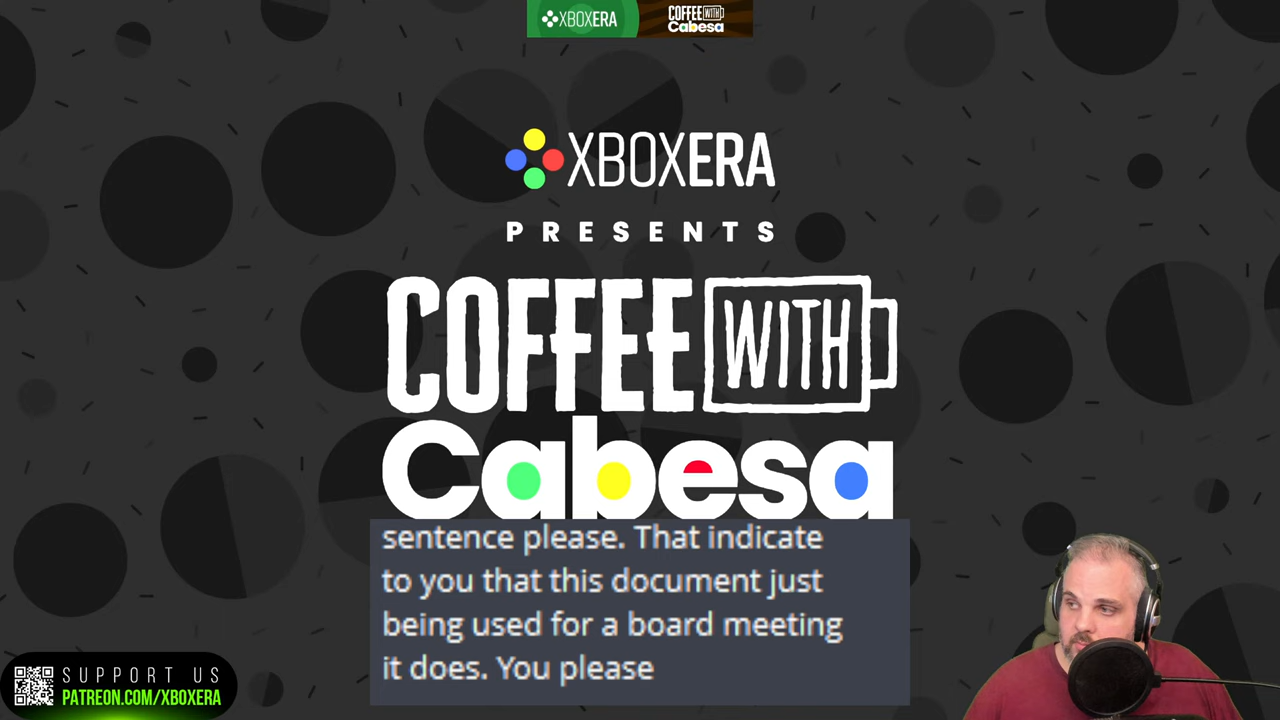 XBOXERA
COFFEE WITH
Cabesa
XBOXERA
PRESENTS
COFFEE WITH
Cabesa
sentence please. That indicate
to you that this document just
being used for a board meeting
it does. You please
SUPPORT US
PATREON.COM/XBOXERA